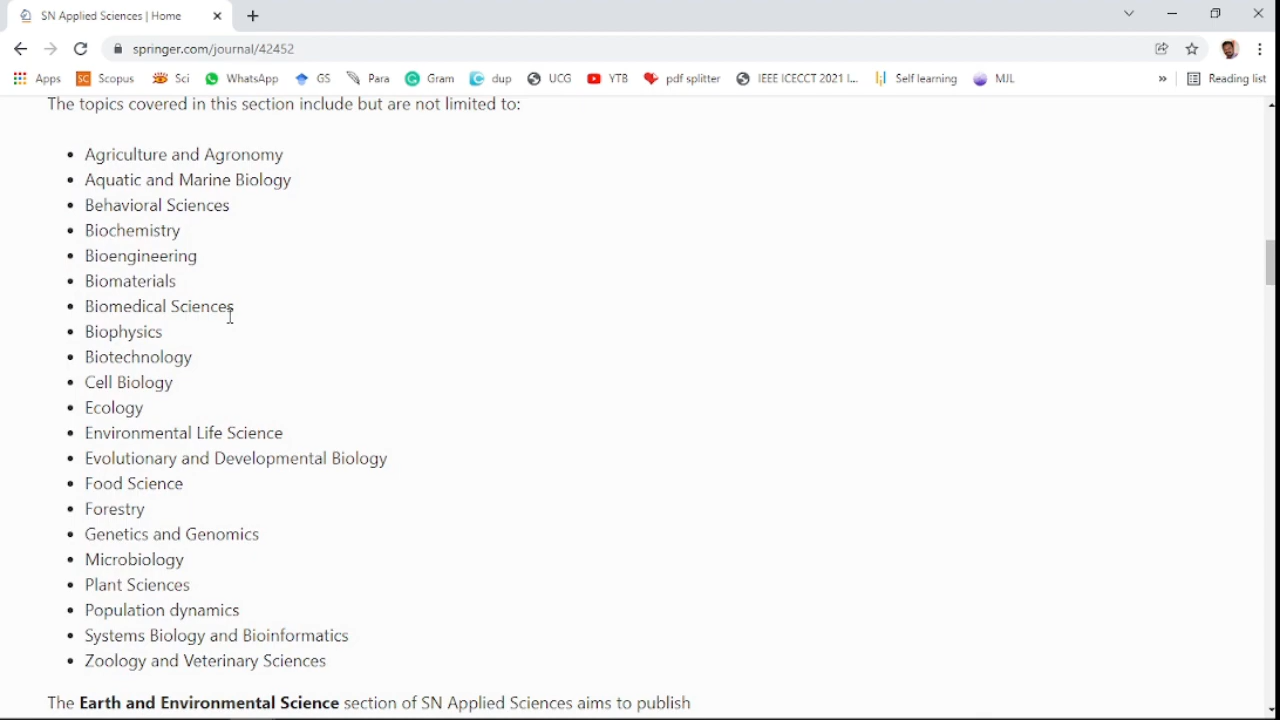 SN Applied Sciences | Home
springer.com/journal/42452
Apps SC Scopus Sci WhatsApp GS Para Gram dup UCG YTB pdf splitter IEEE ICECCT 2021 I... Self learning MJL » Reading list
The topics covered in this section include but are not limited to:
• Agriculture and Agronomy
• Aquatic and Marine Biology
• Behavioral Sciences
• Biochemistry
• Bioengineering
• Biomaterials
• Biomedical Sciences
• Biophysics
• Biotechnology
• Cell Biology
• Ecology
• Environmental Life Science
• Evolutionary and Developmental Biology
• Food Science
• Forestry
• Genetics and Genomics
• Microbiology
• Plant Sciences
• Population dynamics
• Systems Biology and Bioinformatics
• Zoology and Veterinary Sciences
The Earth and Environmental Science section of SN Applied Sciences aims to publish